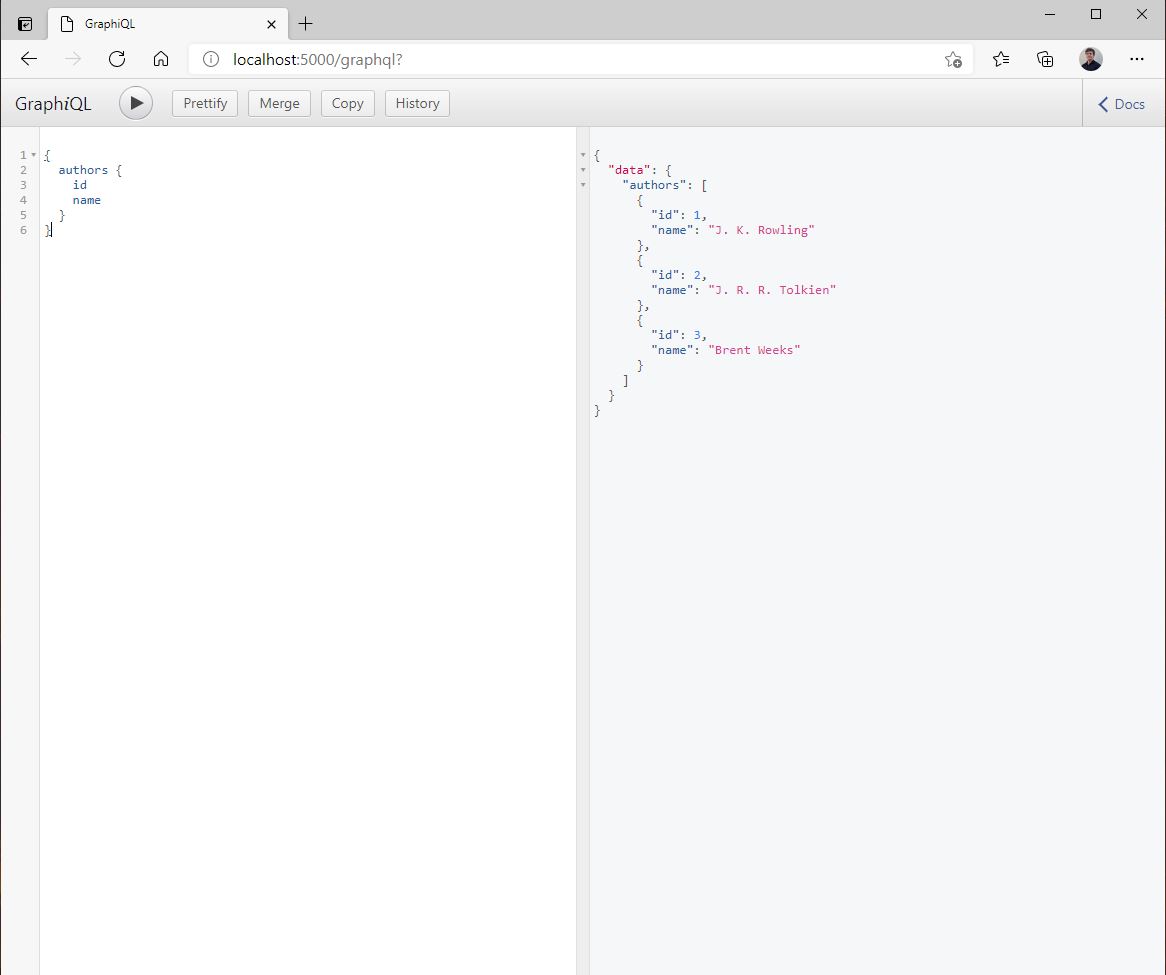 GraphiQL
localhost:5000/graphql?
GraphiQL
Prettify
Merge
Copy
History
Docs
1
{
2
authors {
3
id
4
name
5
}
6
}
{
"data": {
"authors": [
{
"id": 1,
"name": "J. K. Rowling"
},
{
"id": 2,
"name": "J. R. R. Tolkien"
},
{
"id": 3,
"name": "Brent Weeks"
}
]
}
}